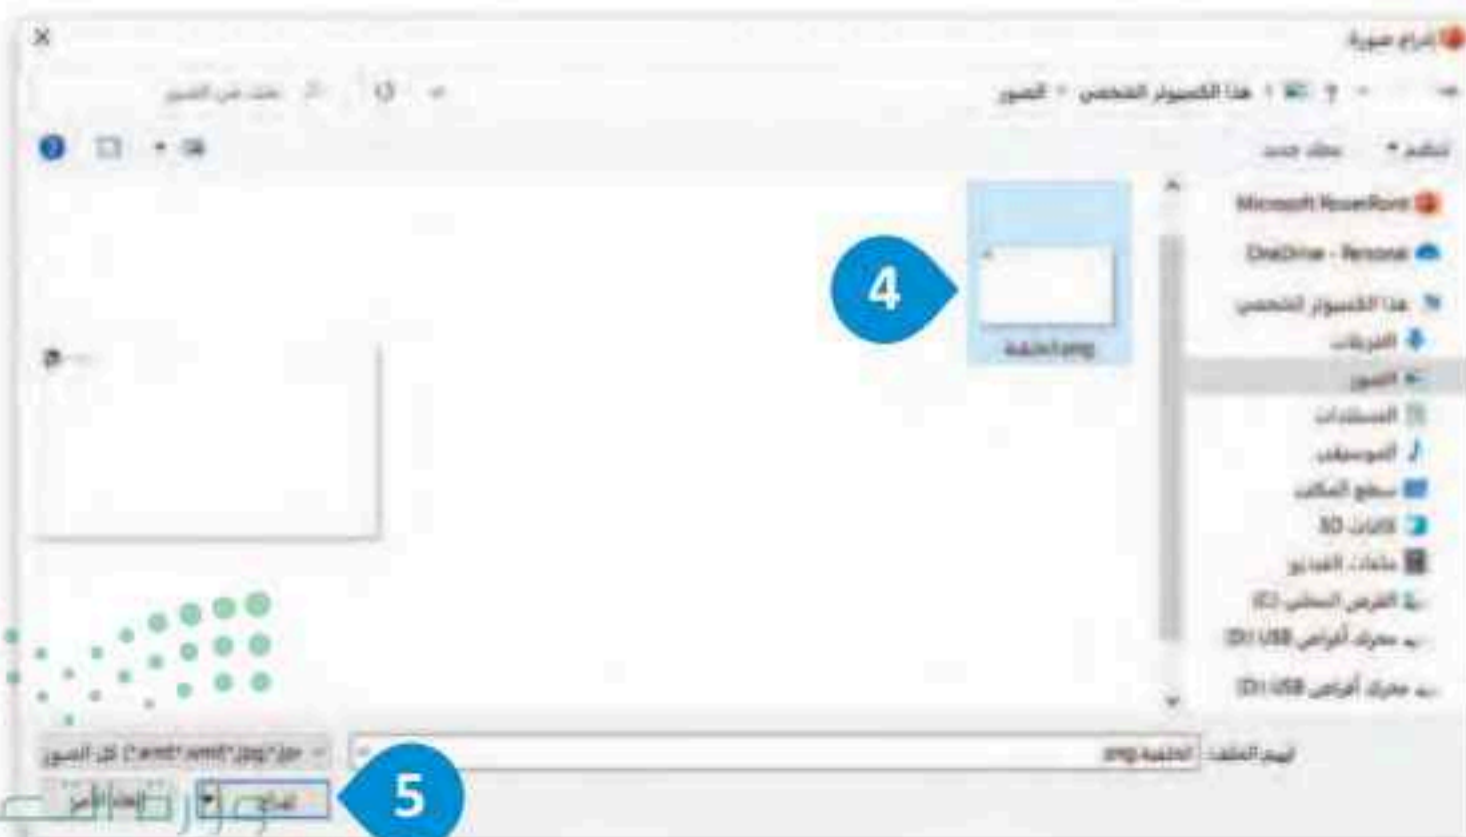 إدراج صورة
هذا الكمبيوتر الشخصي
الصور
بحث في الصور
تنظيم
مجلد جديد
Microsoft PowerPoint
OneDrive - Personal
هذا الكمبيوتر الشخصي
التنزيلات
الصور
المستندات
الموسيقى
سطح المكتب
كائنات 3D
ملفات الفيديو
القرص المحلي (C:)
محرك أقراص USB (D:)
محرك أقراص USB (D:)
4
الخلفية.png
اسم الملف:
الخلفية.png
كل الصور
5
إدراج
إلغاء الأمر